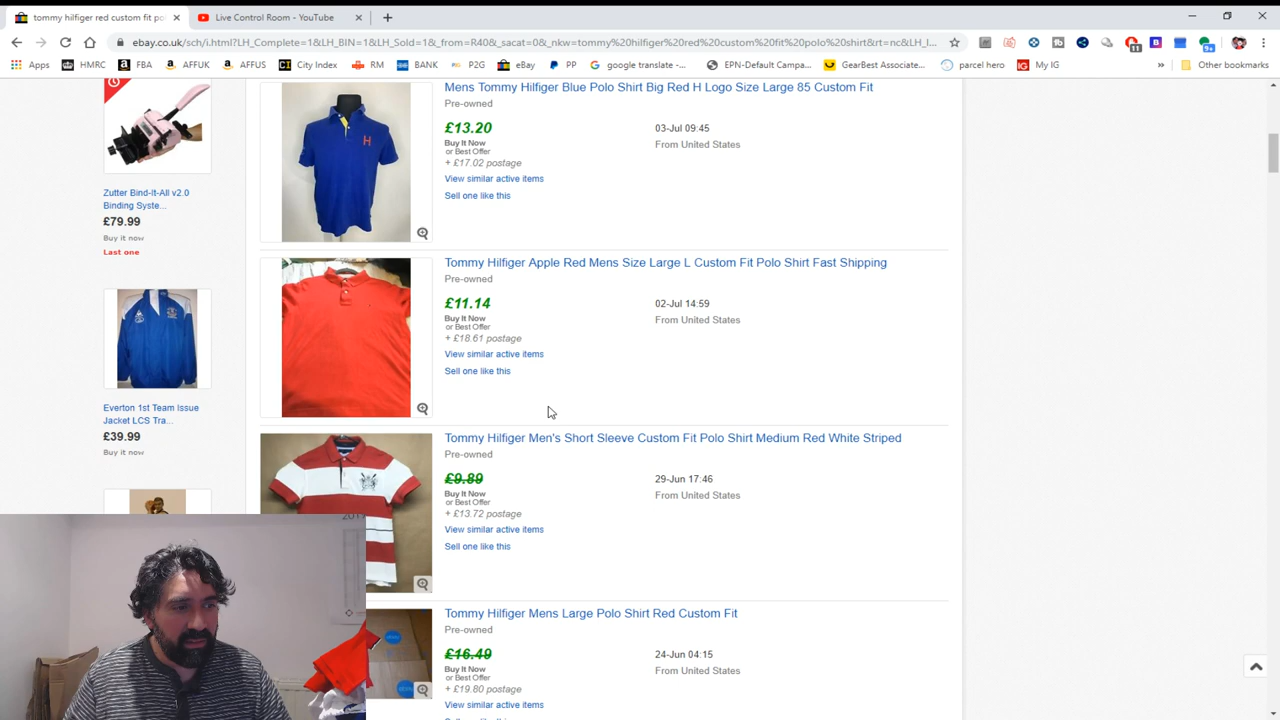 tommy hilfiger red custom fit po
Live Control Room - YouTube
ebay.co.uk/sch/i.html?LH_Complete=1&LH_BIN=1&LH_Sold=1&_from=R40&_sacat=0&_nkw=tommy%20hilfiger%20red%20custom%20fit%20polo%20shirt&rt=nc&LH_I...
Apps
HMRC
FBA
AFFUK
AFFUS
City Index
RM
BANK
P2G
eBay
PP
google translate -...
EPN-Default Campa...
GearBest Associate...
parcel hero
My IG
»
Other bookmarks
Mens Tommy Hilfiger Blue Polo Shirt Big Red H Logo Size Large 85 Custom Fit
Pre-owned
£13.20
03-Jul 09:45
Buy It Now
From United States
or Best Offer
+ £17.02 postage
View similar active items
Sell one like this
Zutter Bind-It-All v2.0
Binding Syste...
£79.99
Buy it now
Last one
Tommy Hilfiger Apple Red Mens Size Large L Custom Fit Polo Shirt Fast Shipping
Pre-owned
£11.14
02-Jul 14:59
Buy It Now
From United States
or Best Offer
+ £18.61 postage
View similar active items
Sell one like this
Everton 1st Team Issue
Jacket LCS Tra...
£39.99
Buy it now
Tommy Hilfiger Men's Short Sleeve Custom Fit Polo Shirt Medium Red White Striped
Pre-owned
£9.89
29-Jun 17:46
Buy It Now
From United States
or Best Offer
+ £13.72 postage
View similar active items
Sell one like this
Tommy Hilfiger Mens Large Polo Shirt Red Custom Fit
Pre-owned
£16.49
24-Jun 04:15
Buy It Now
From United States
or Best Offer
+ £19.80 postage
View similar active items